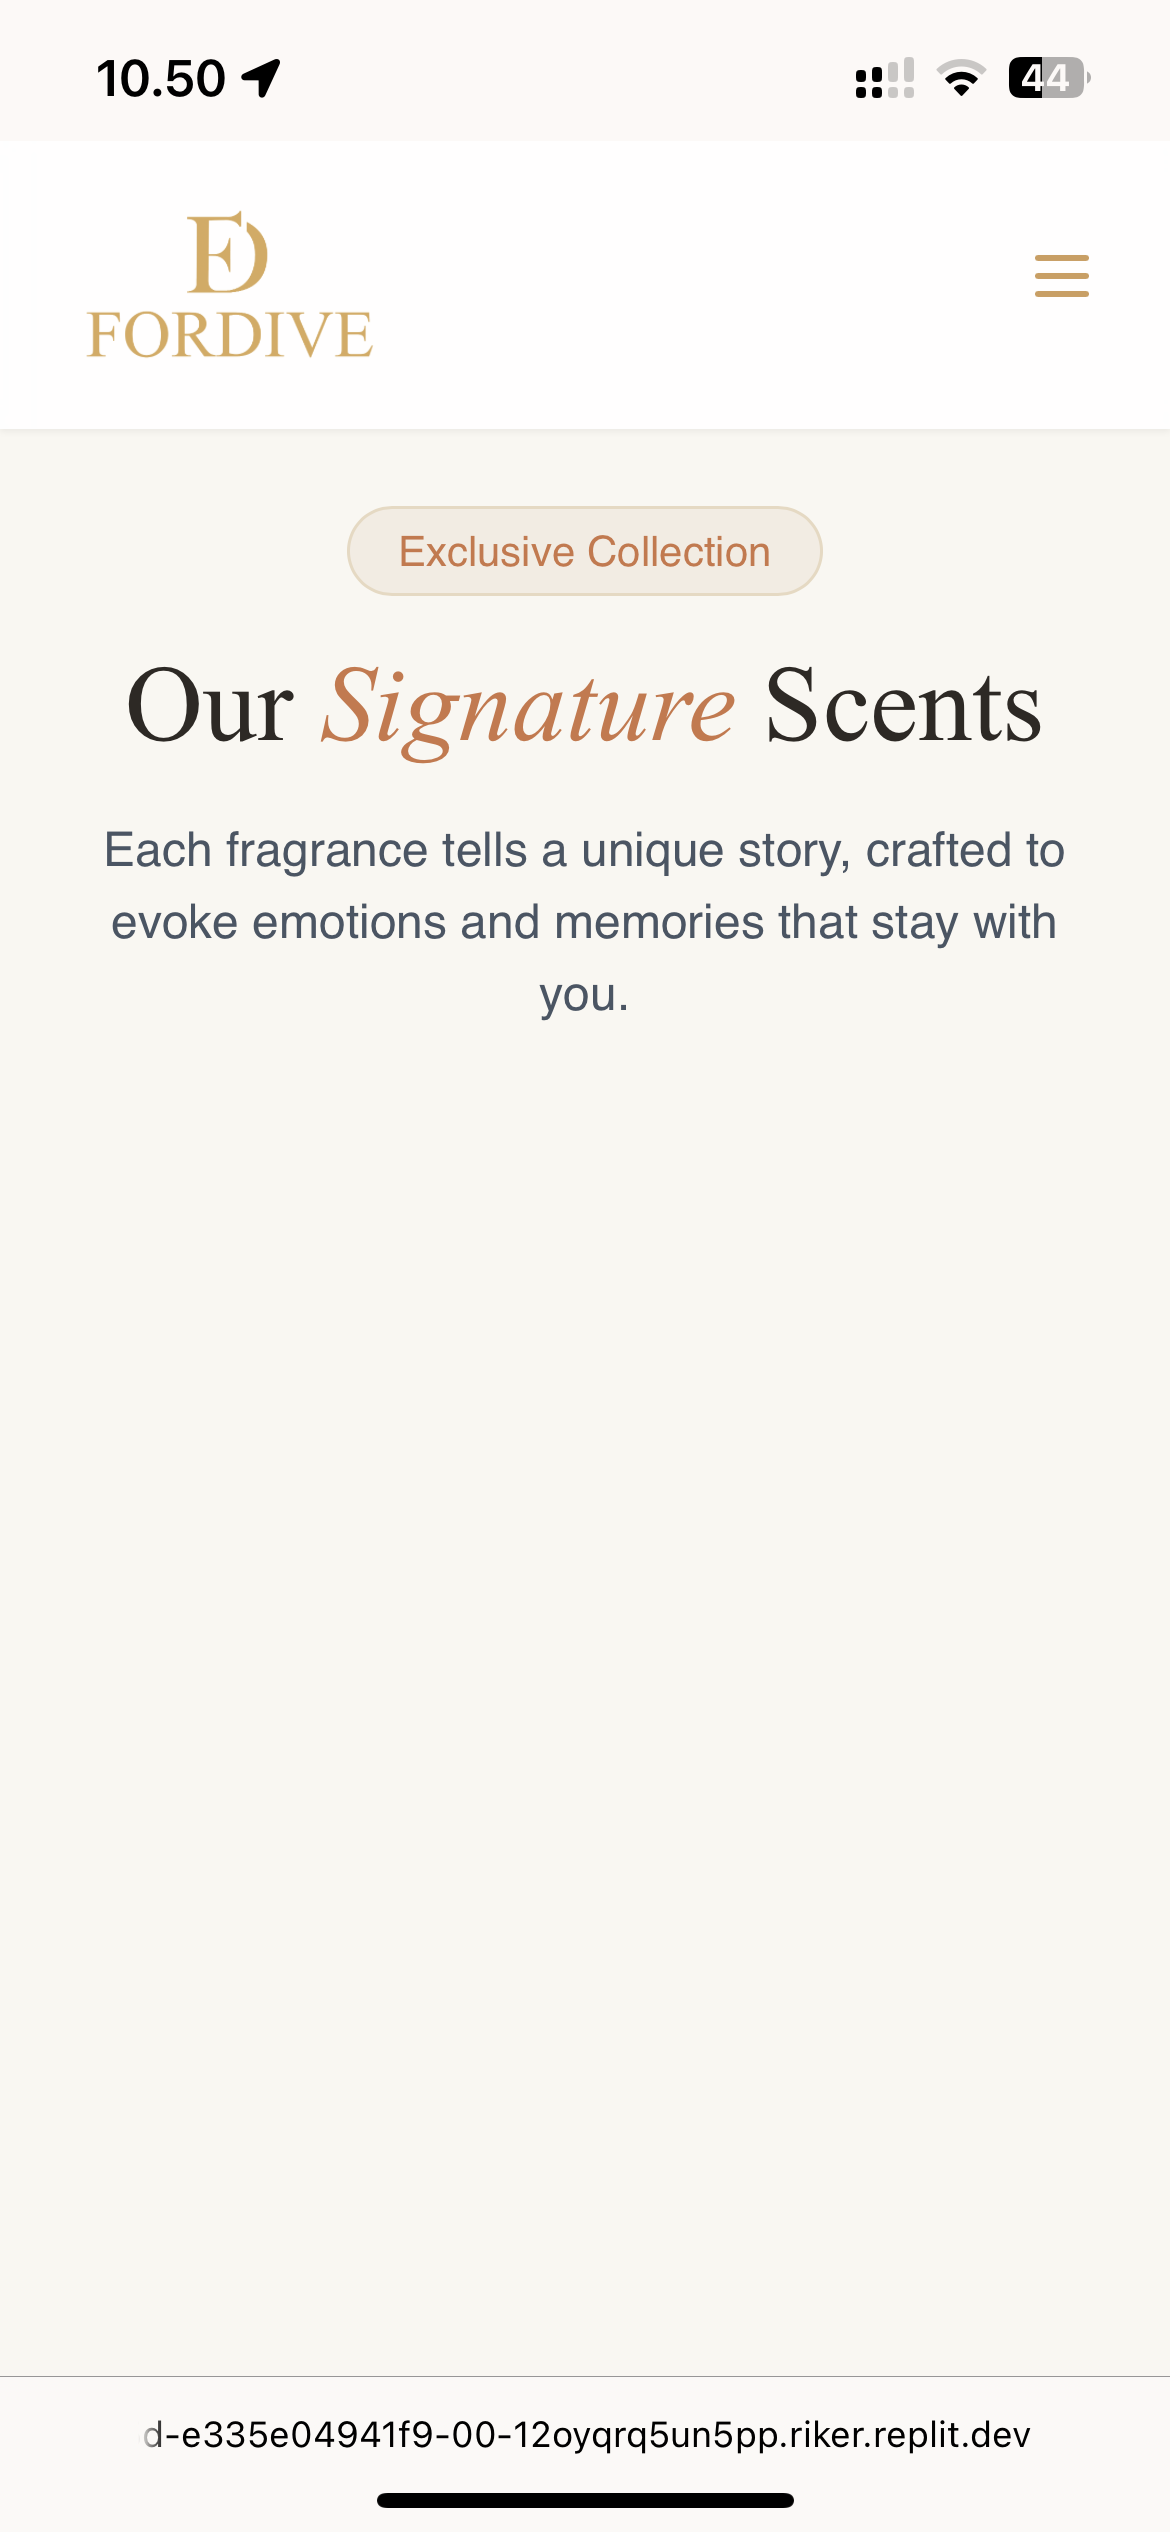 10.50
44
FD
FORDIVE
Exclusive Collection
Our Signature Scents
Each fragrance tells a unique story, crafted to
evoke emotions and memories that stay with
you.
d-e335e04941f9-00-12oyqrq5un5pp.riker.replit.dev